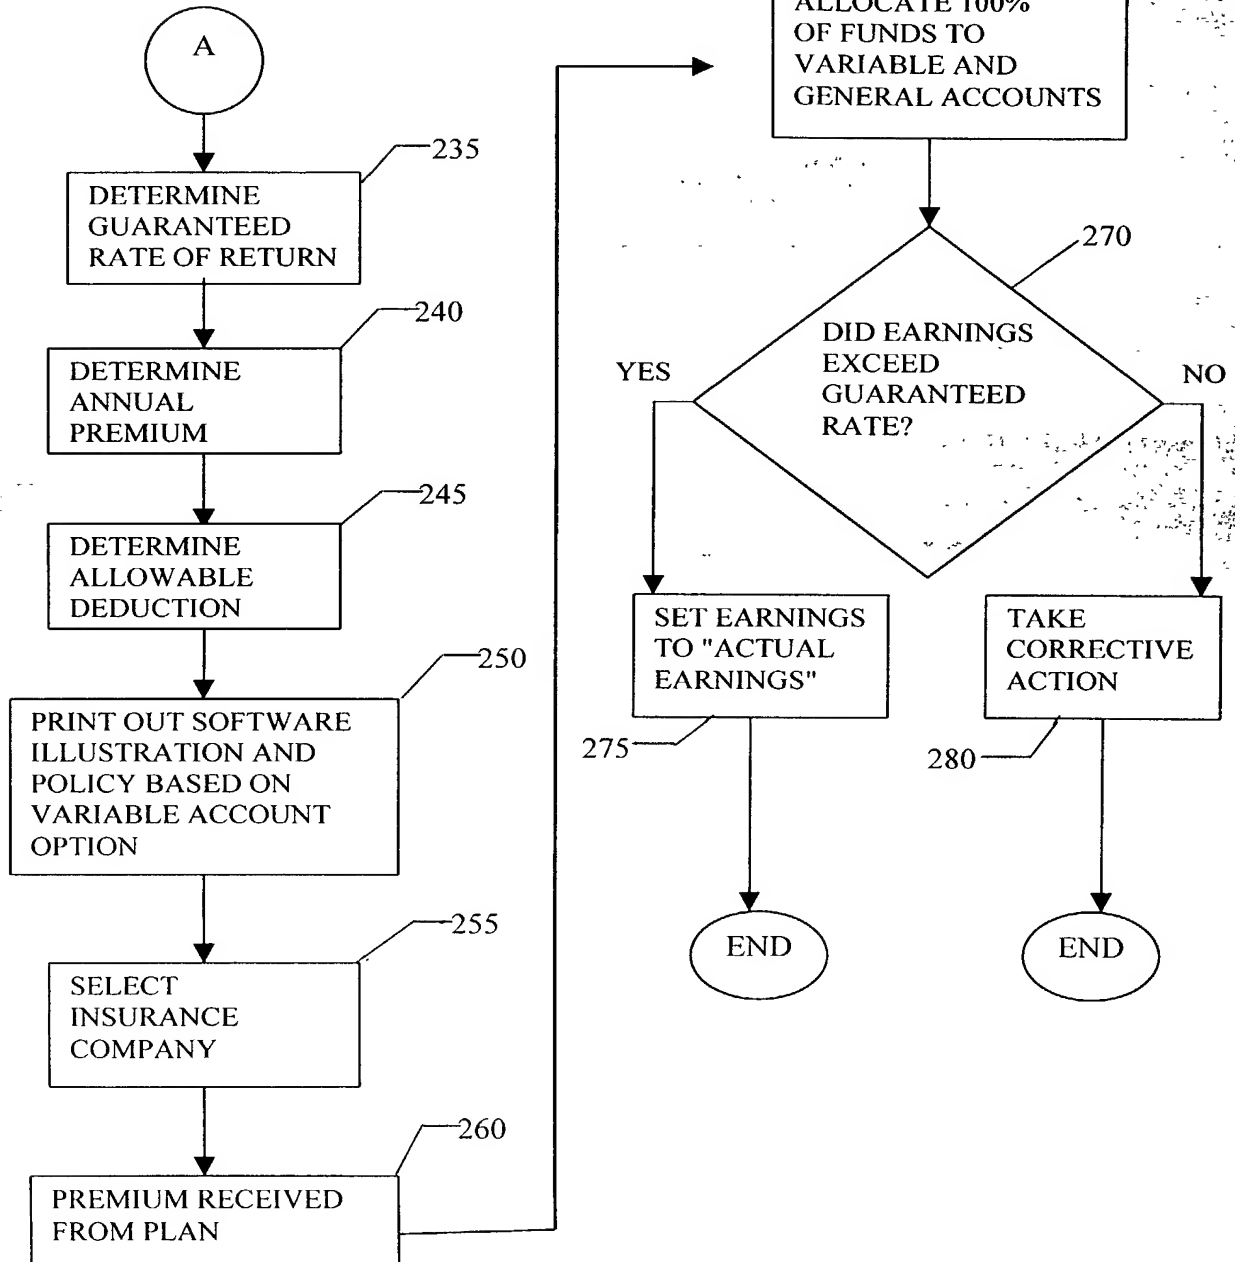 A
235
DETERMINE
GUARANTEED
RATE OF RETURN
240
DETERMINE
ANNUAL
PREMIUM
245
DETERMINE
ALLOWABLE
DEDUCTION
250
PRINT OUT SOFTWARE
ILLUSTRATION AND
POLICY BASED ON
VARIABLE ACCOUNT
OPTION
255
SELECT
INSURANCE
COMPANY
260
PREMIUM RECEIVED
FROM PLAN
ALLOCATE 100%
OF FUNDS TO
VARIABLE AND
GENERAL ACCOUNTS
270
DID EARNINGS
EXCEED
GUARANTEED
RATE?
YES
NO
SET EARNINGS
TO "ACTUAL
EARNINGS"
275
TAKE
CORRECTIVE
ACTION
280
END
END